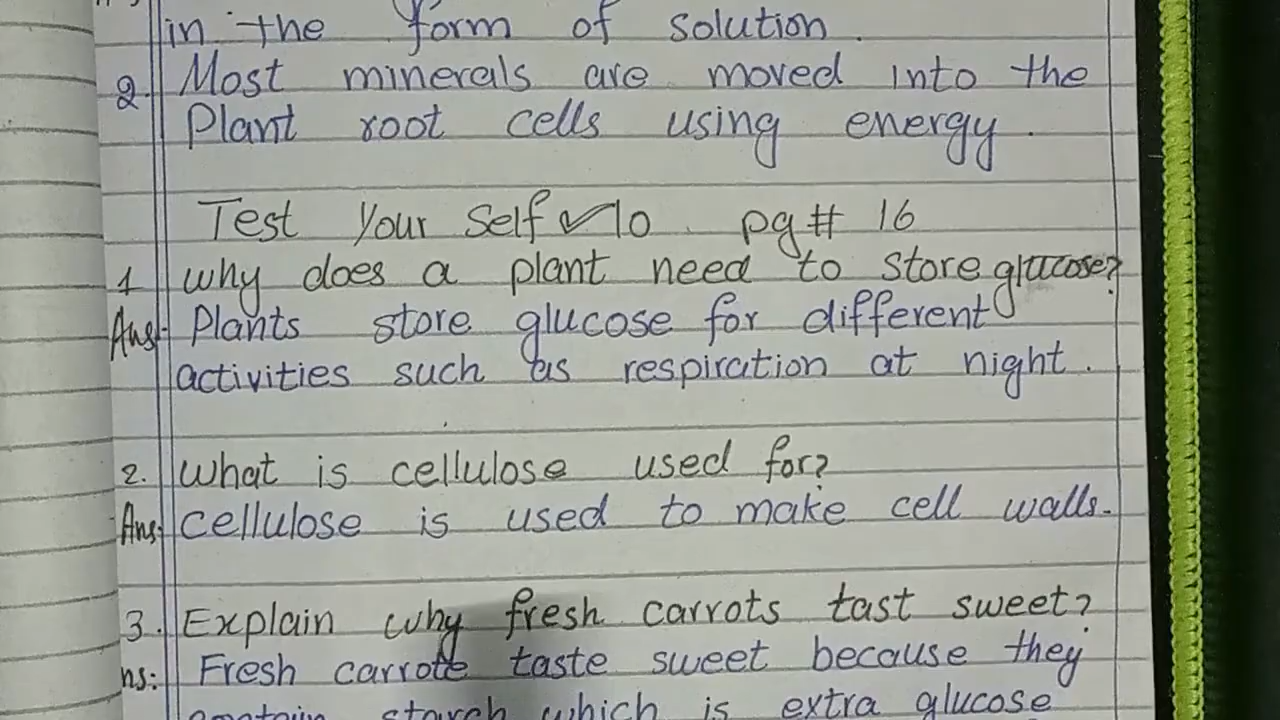 in the form of solution.
2. Most minerals are moved into the
Plant root cells using energy.
Test Your Self ✓10. pg# 16
1 why does a plant need to store glucose?
Ans: Plants store glucose for different
activities such as respiration at night.
2. What is cellulose used for?
Ans: cellulose is used to make cell walls.
3. Explain why fresh carrots tast sweet?
ns: Fresh carrote taste sweet because they
contain starch which is extra glucose